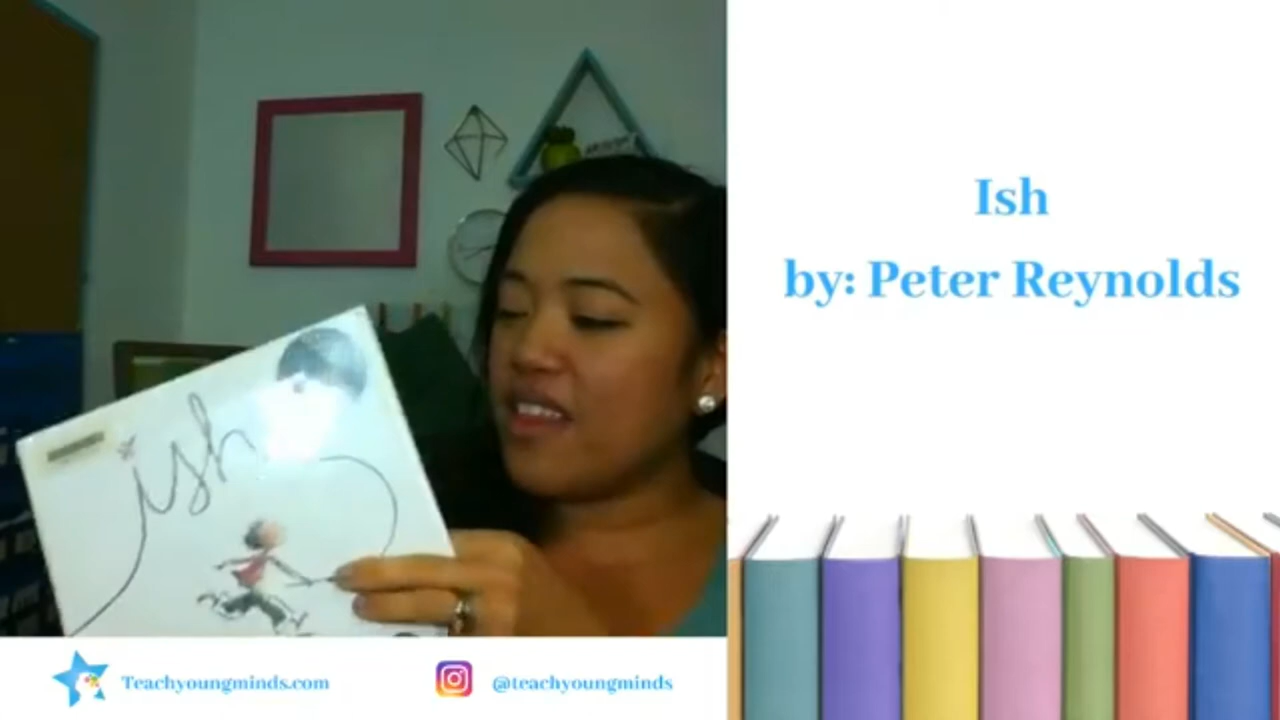 Ish
by: Peter Reynolds
ish
Teachyoungminds.com
@teachyoungminds